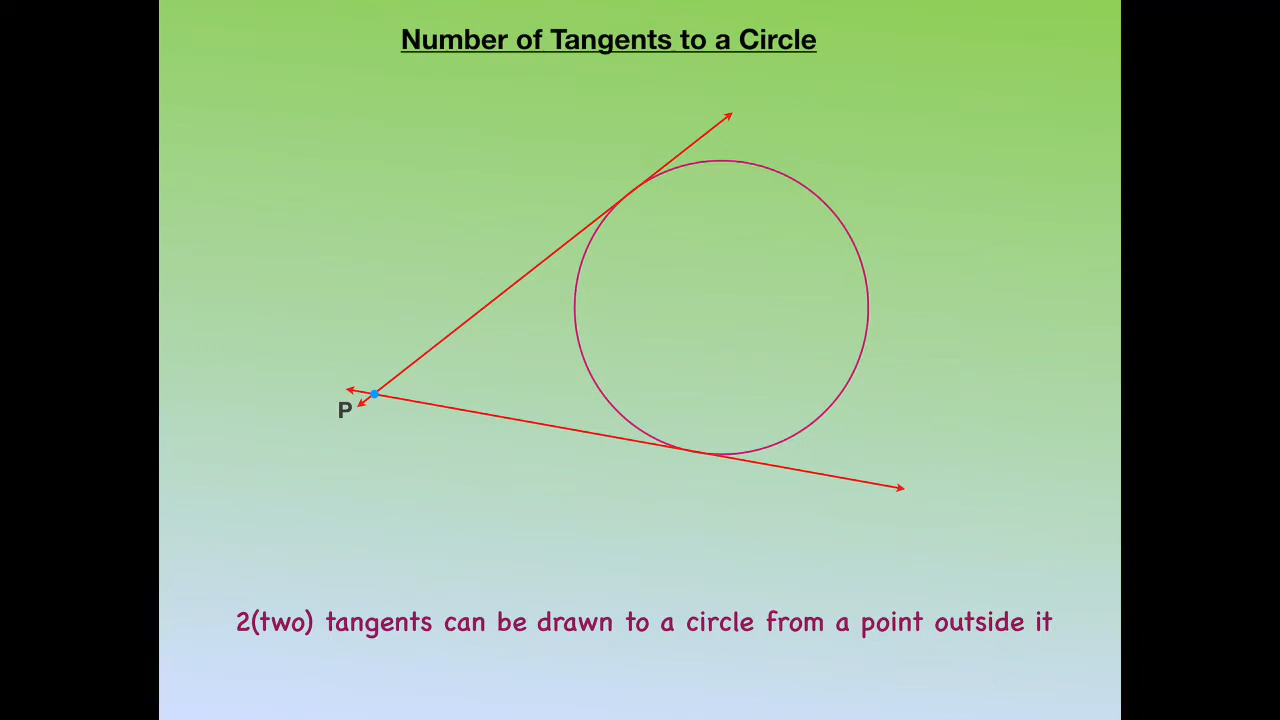 Number of Tangents to a Circle
P
2(two) tangents can be drawn to a circle from a point outside it